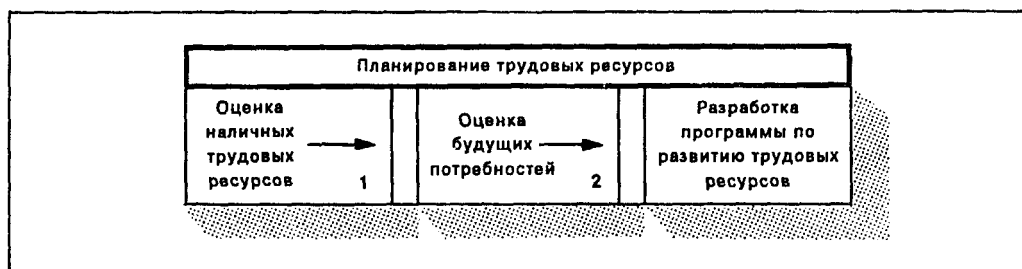 Планирование трудовых ресурсов
Оценка
наличных
трудовых
ресурсов
1
Оценка
будущих
потребностей
2
Разработка
программы по
развитию трудовых
ресурсов